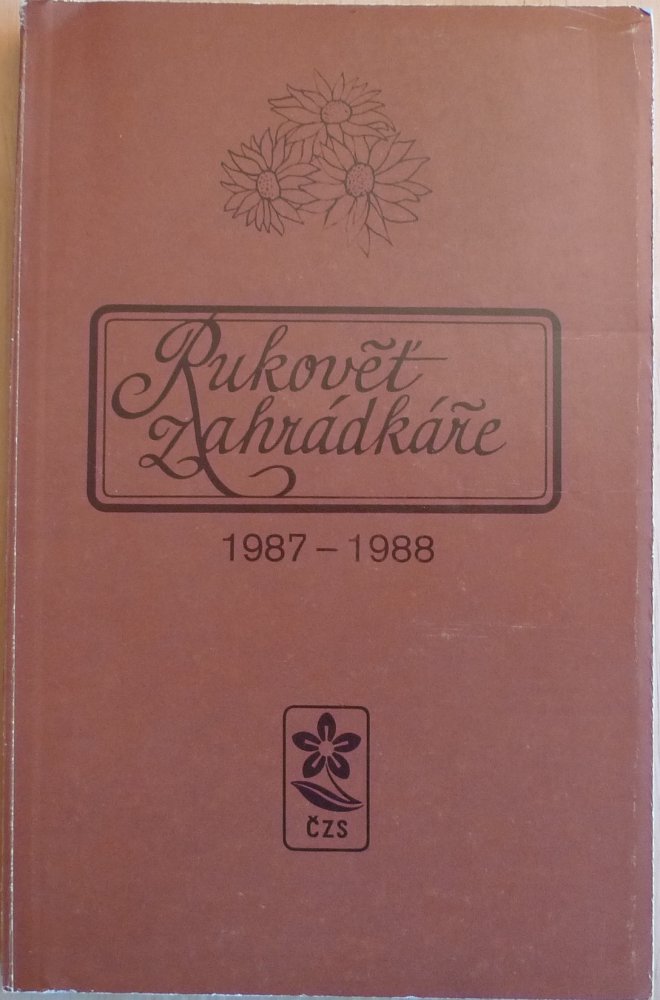 Rukověť
zahrádkáře
1987 – 1988
ČZS